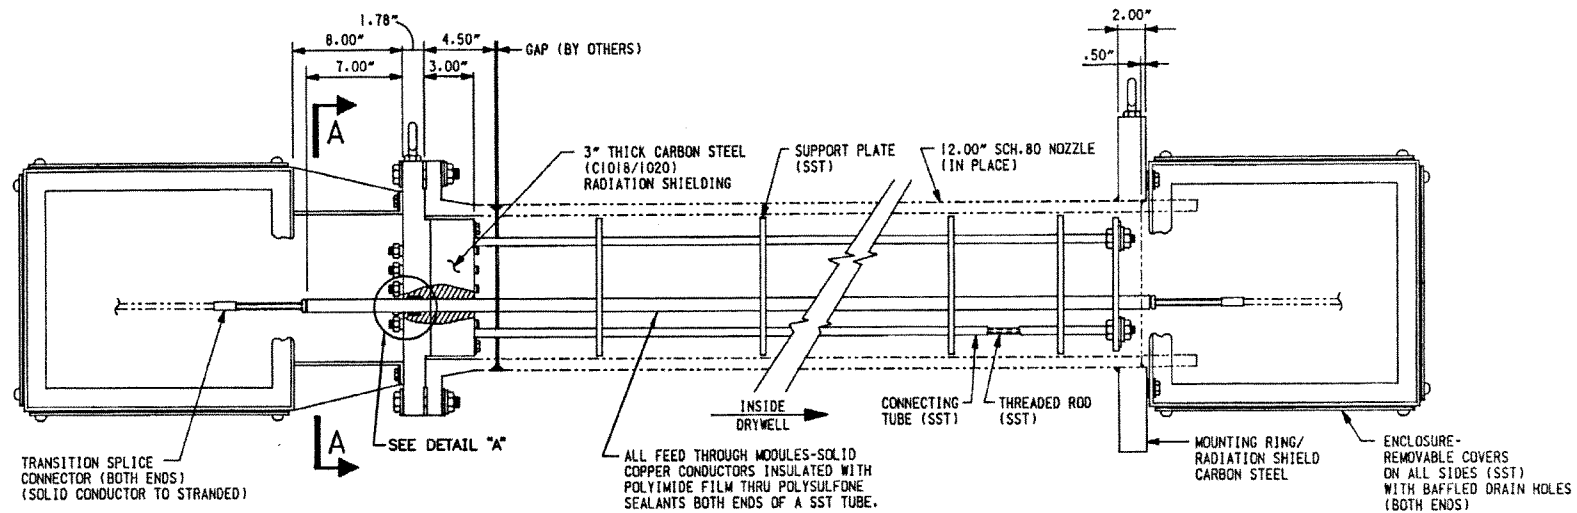 1.78"
2.00"
8.00"
4.50"
GAP (BY OTHERS)
.50"
7.00"
3.00"
A
3" THICK CARBON STEEL
(C1018/1020)
RADIATION SHIELDING
SUPPORT PLATE
(SST)
12.00" SCH.80 NOZZLE
(IN PLACE)
INSIDE
DRYWELL
CONNECTING
TUBE (SST)
THREADED ROD
(SST)
A
SEE DETAIL "A"
TRANSITION SPLICE
CONNECTOR (BOTH ENDS)
(SOLID CONDUCTOR TO STRANDED)
ALL FEED THROUGH MODULES-SOLID
COPPER CONDUCTORS INSULATED WITH
POLYIMIDE FILM THRU POLYSULFONE
SEALANTS BOTH ENDS OF A SST TUBE.
MOUNTING RING/
RADIATION SHIELD
CARBON STEEL
ENCLOSURE-
REMOVABLE COVERS
ON ALL SIDES (SST)
WITH BAFFLED DRAIN HOLES
(BOTH ENDS)